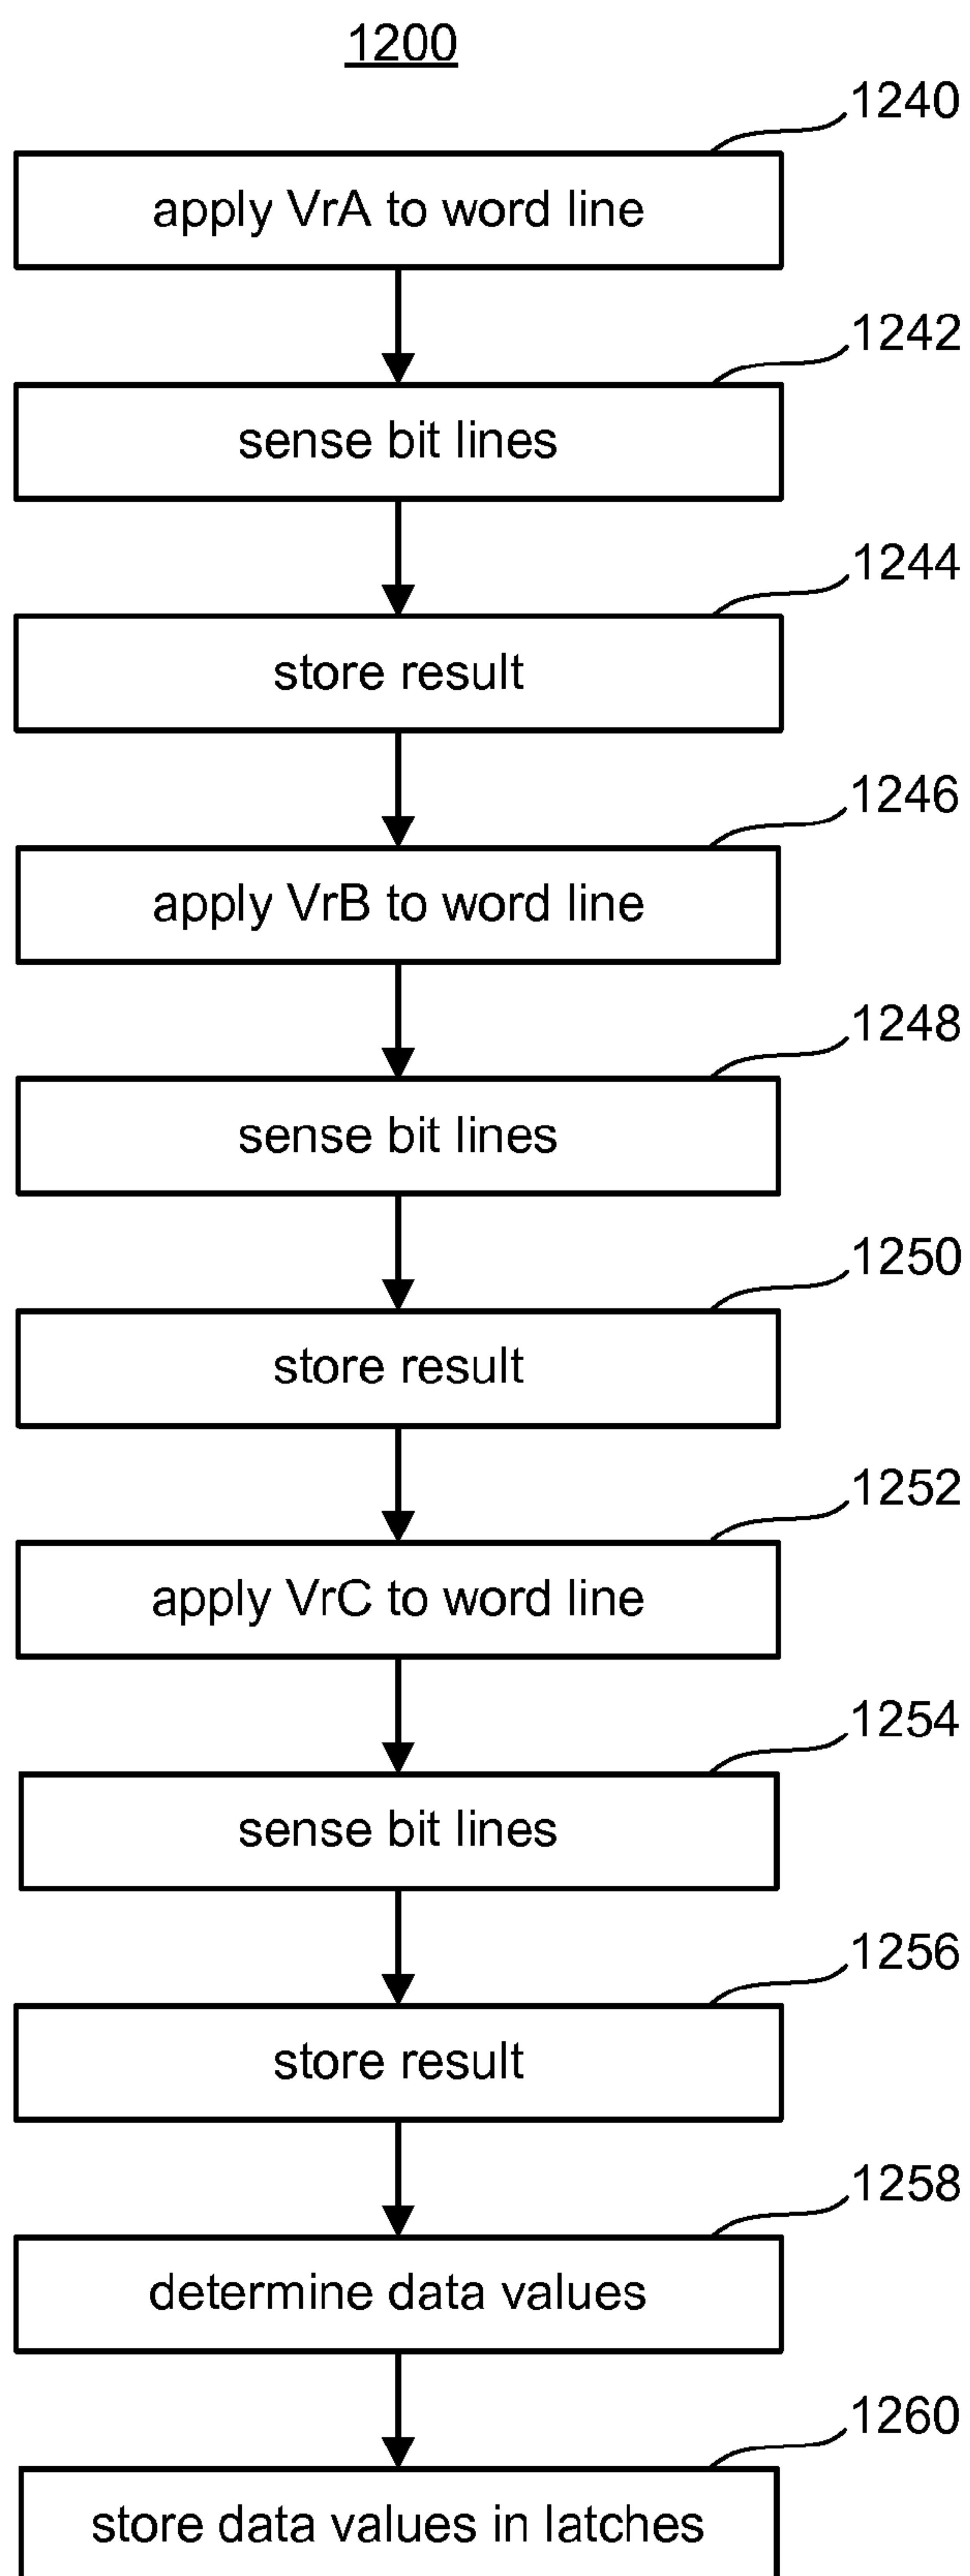 1200
1240
apply VrA to word line
1242
sense bit lines
1244
store result
1246
apply VrB to word line
1248
sense bit lines
1250
store result
1252
apply VrC to word line
1254
sense bit lines
1256
store result
1258
determine data values
1260
store data values in latches